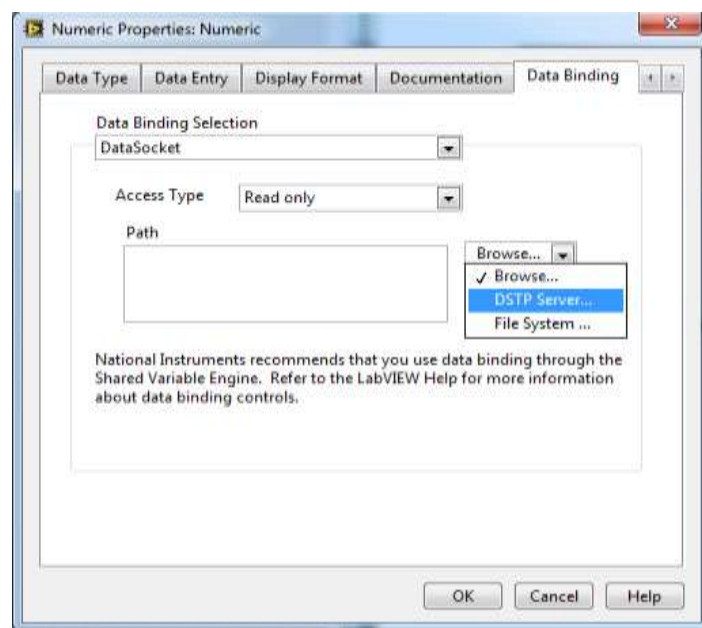 Numeric Properties: Numeric
Data Type
Data Entry
Display Format
Documentation
Data Binding
Data Binding Selection
DataSocket
Access Type
Read only
Path
Browse...
✓ Browse...
DSTP Server...
File System ...
National Instruments recommends that you use data binding through the
Shared Variable Engine. Refer to the LabVIEW Help for more information
about data binding controls.
OK
Cancel
Help